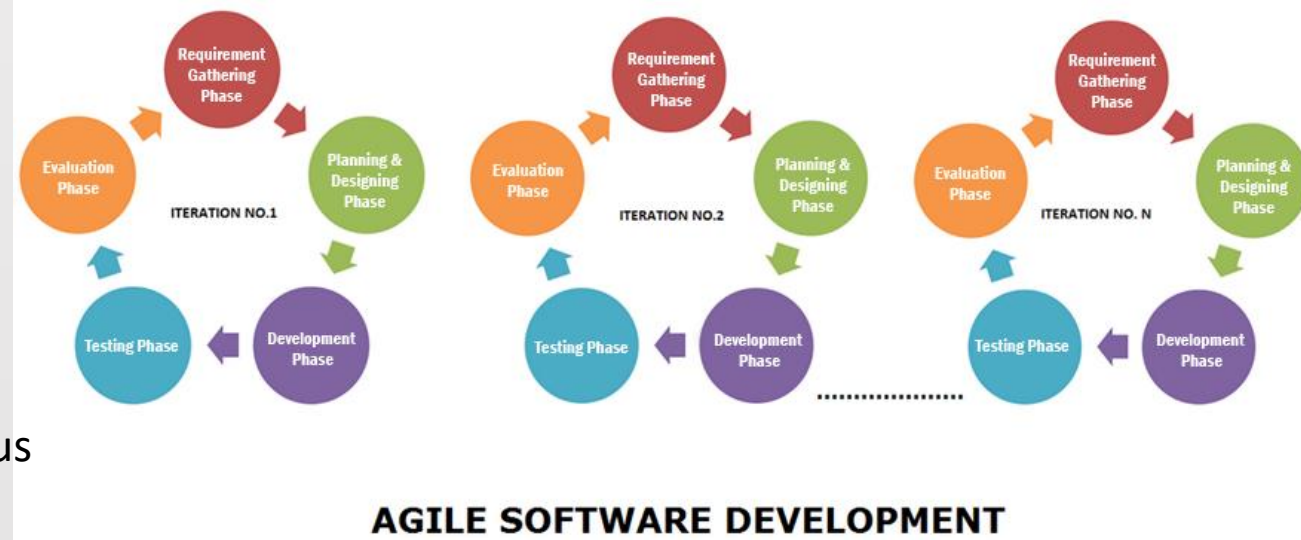 Requirement
Gathering
Phase
Planning &
Designing
Phase
Development
Phase
Testing Phase
Evaluation
Phase
ITERATION NO.1
Requirement
Gathering
Phase
Planning &
Designing
Phase
Development
Phase
Testing Phase
Evaluation
Phase
ITERATION NO.2
....................
Requirement
Gathering
Phase
Planning &
Designing
Phase
Development
Phase
Testing Phase
Evaluation
Phase
ITERATION NO. N
us
AGILE SOFTWARE DEVELOPMENT